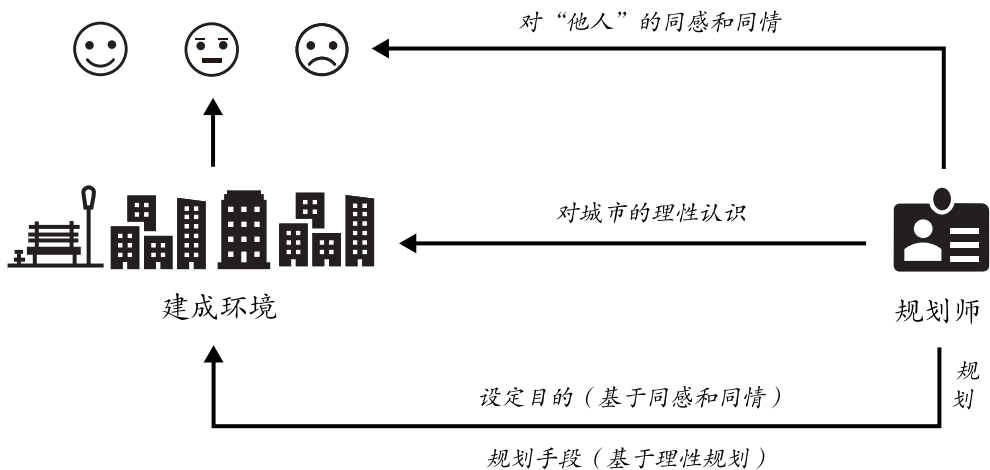 对“他人”的同感和同情
对城市的理性认识
建成环境
规划师
规划
设定目的（基于同感和同情）
规划手段（基于理性规划）